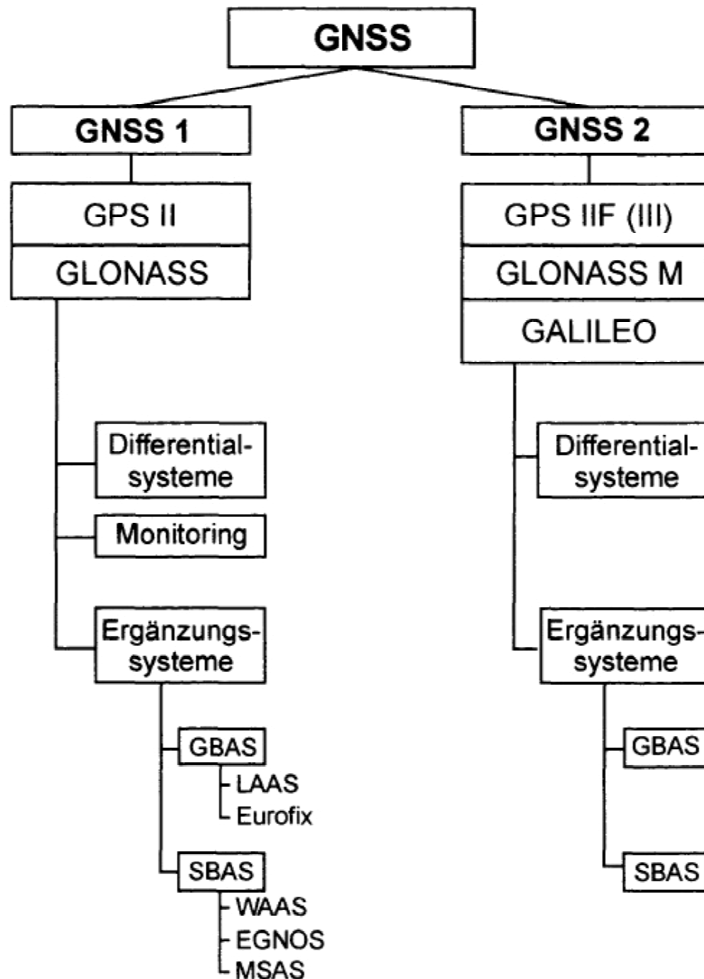 GNSS
GNSS 1
GPS II
GLONASS
Differential-
systeme
Monitoring
Ergänzungs-
systeme
GBAS
LAAS
Eurofix
SBAS
WAAS
EGNOS
MSAS
GNSS 2
GPS IIF (III)
GLONASS M
GALILEO
Differential-
systeme
Ergänzungs-
systeme
GBAS
SBAS